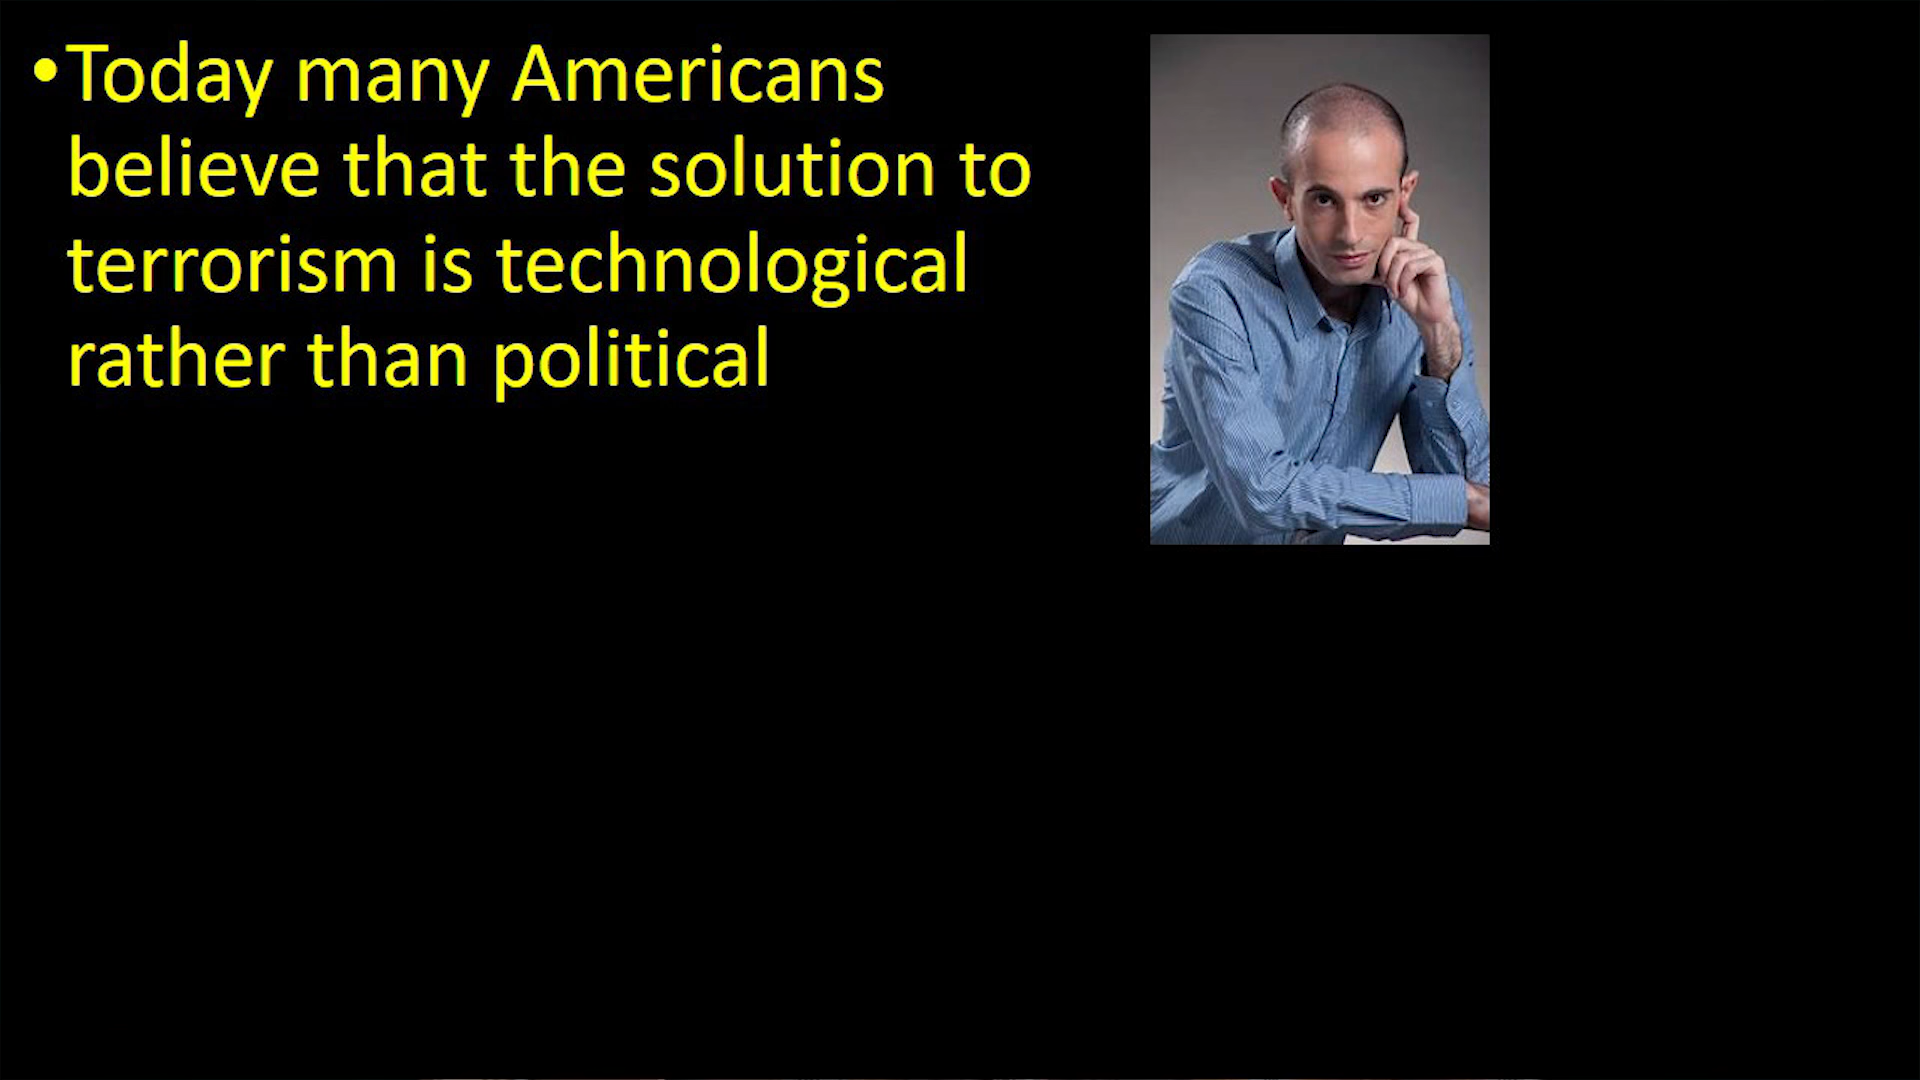 •Today many Americans
believe that the solution to
terrorism is technological
rather than political